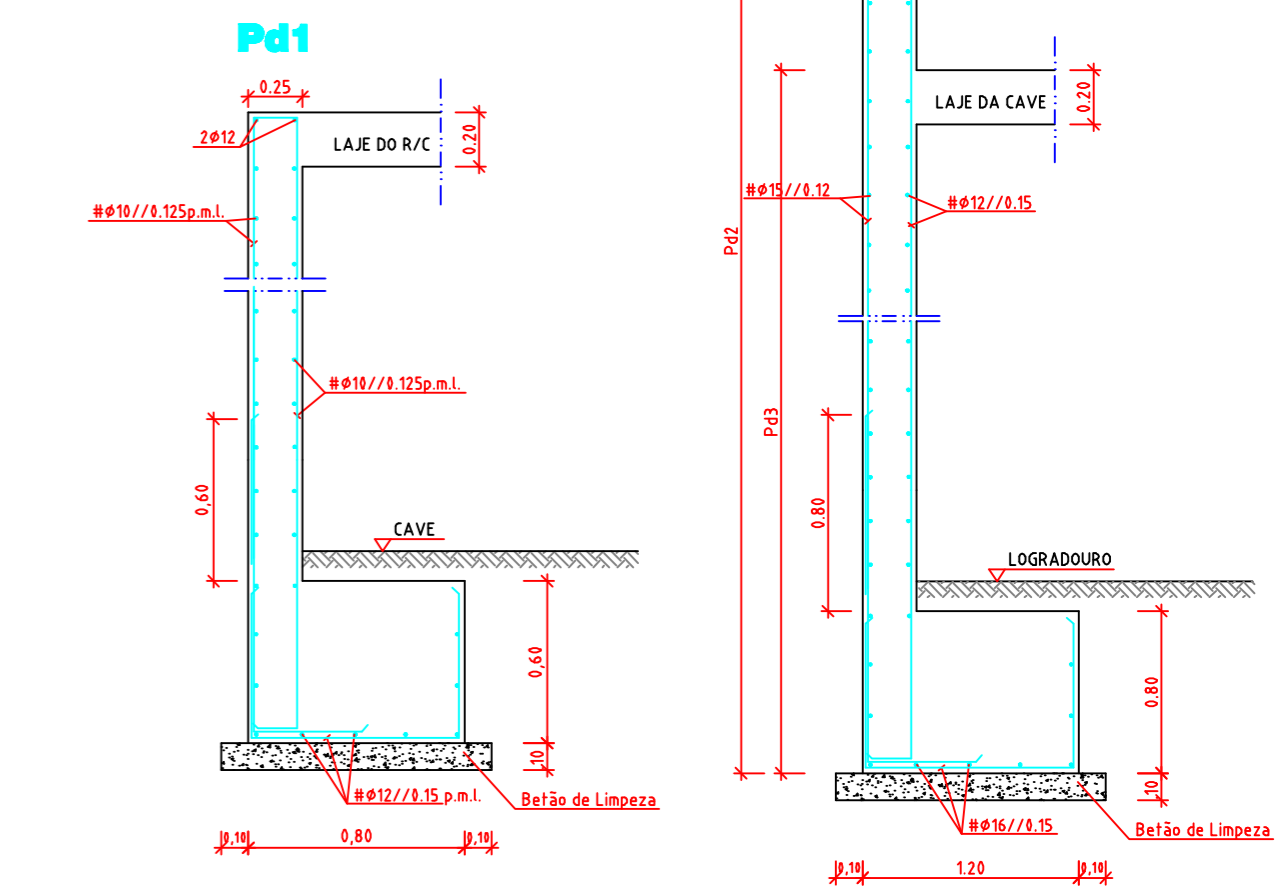 Pd1
0.25
2Ø12
LAJE DO R/C
0.20
#Ø10//0.125p.m.l.
#Ø10//0.125p.m.l.
0,60
CAVE
0,60
10
#Ø12//0.15 p.m.l.
Betão de Limpeza
0,10
0,80
0,10
LAJE DA CAVE
0.20
#Ø15//0.12
#Ø12//0.15
Pd2
Pd3
0.80
LOGRADOURO
0.80
10
#Ø16//0.15
Betão de Limpeza
0,10
1.20
0,10